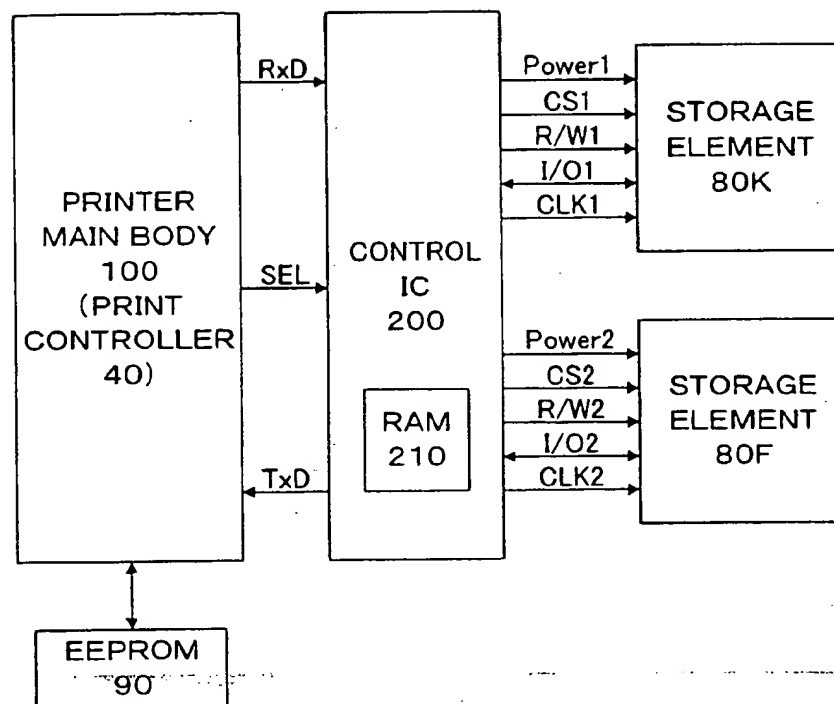 PRINTER
MAIN BODY
100
(PRINT
CONTROLLER
40)
RxD
SEL
TxD
CONTROL
IC
200
RAM
210
Power1
CS1
R/W1
I/O1
CLK1
STORAGE
ELEMENT
80K
Power2
CS2
R/W2
I/O2
CLK2
STORAGE
ELEMENT
80F
EEPROM
90